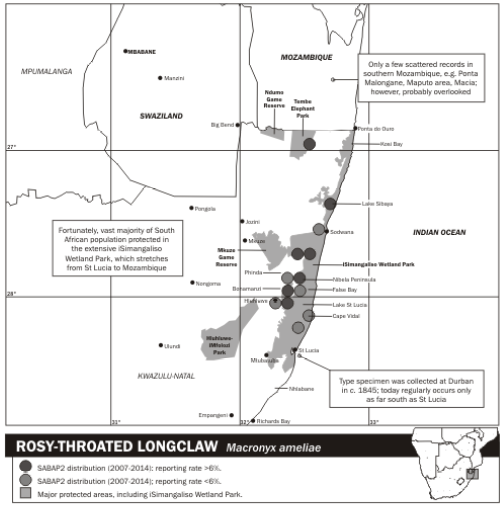 MBABANE
MPUMALANGA
Manzini
MOZAMBIQUE
Only a few scattered records in
southern Mozambique, e.g. Ponta
Malongane, Maputo area, Macia;
however, probably overlooked
Ndumo
Game
Reserve
Tembe
Elephant
Park
SWAZILAND
Big Bend
Ponta do Ouro
27°
Kosi Bay
Pongola
Lake Sibaya
Jozini
Sodwana
INDIAN OCEAN
Fortunately, vast majority of South
African population protected in
the extensive iSimangaliso
Wetland Park, which stretches
from St Lucia to Mozambique
Mkuze
Mkuze
Game
Reserve
iSimangaliso Wetland Park
Phinda
Nibela Peninsula
Nongoma
Bonamanzi
False Bay
28°
Hluhluwe
Lake St Lucia
Cape Vidal
Hluhluwe-
iMfolozi
Park
Ulundi
St Lucia
Mtubatuba
KWAZULU-NATAL
Nhlabane
Type specimen was collected at Durban
in c. 1845; today regularly occurs only
as far south as St Lucia
Empangeni
Richards Bay
31°
32°
33°
ROSY-THROATED LONGCLAW Macronyx ameliae
SABAP2 distribution (2007-2014); reporting rate >6%.
SABAP2 distribution (2007-2014); reporting rate <6%.
Major protected areas, including iSimangaliso Wetland Park.